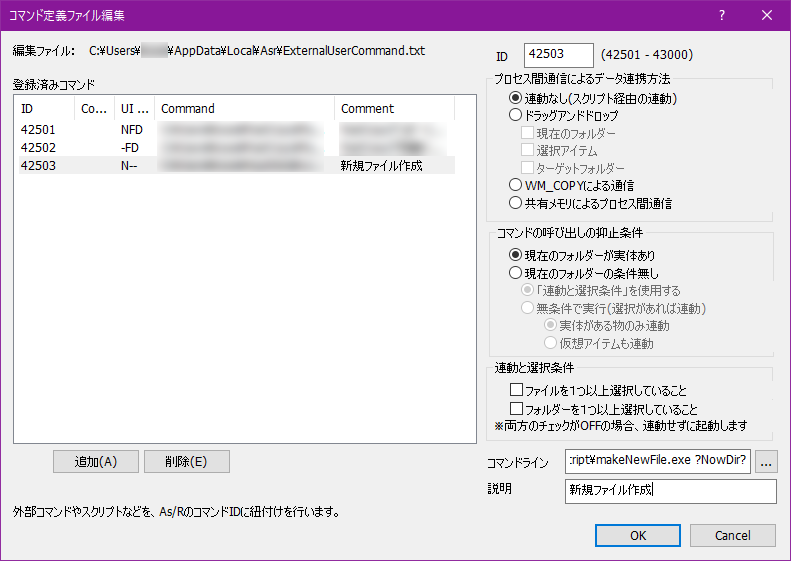 コマンド定義ファイル編集
編集ファイル: C:¥Users¥ ¥AppData¥Local¥Asr¥ExternalUserCommand.txt
登録済みコマンド
ID Co... UI ... Command Comment
42501 NFD
42502 -FD
42503 N-- 新規ファイル作成
追加(A) 削除(E)
外部コマンドやスクリプトなどを、As/RのコマンドIDに紐付けを行います。
ID 42503 (42501 - 43000)
プロセス間通信によるデータ連携方法
連動なし(スクリプト経由の連動)
ドラッグアンドドロップ
現在のフォルダー
選択アイテム
ターゲットフォルダー
WM_COPYによる通信
共有メモリによるプロセス間通信
コマンドの呼び出しの抑止条件
現在のフォルダーが実体あり
現在のフォルダーの条件無し
「連動と選択条件」を使用する
無条件で実行(選択があれば連動)
実体がある物のみ連動
仮想アイテムも連動
連動と選択条件
ファイルを1つ以上選択していること
フォルダーを1つ以上選択していること
※両方のチェックがOFFの場合、連動せずに起動します
コマンドライン cript¥makeNewFile.exe ?NowDir? ...
説明 新規ファイル作成
OK Cancel